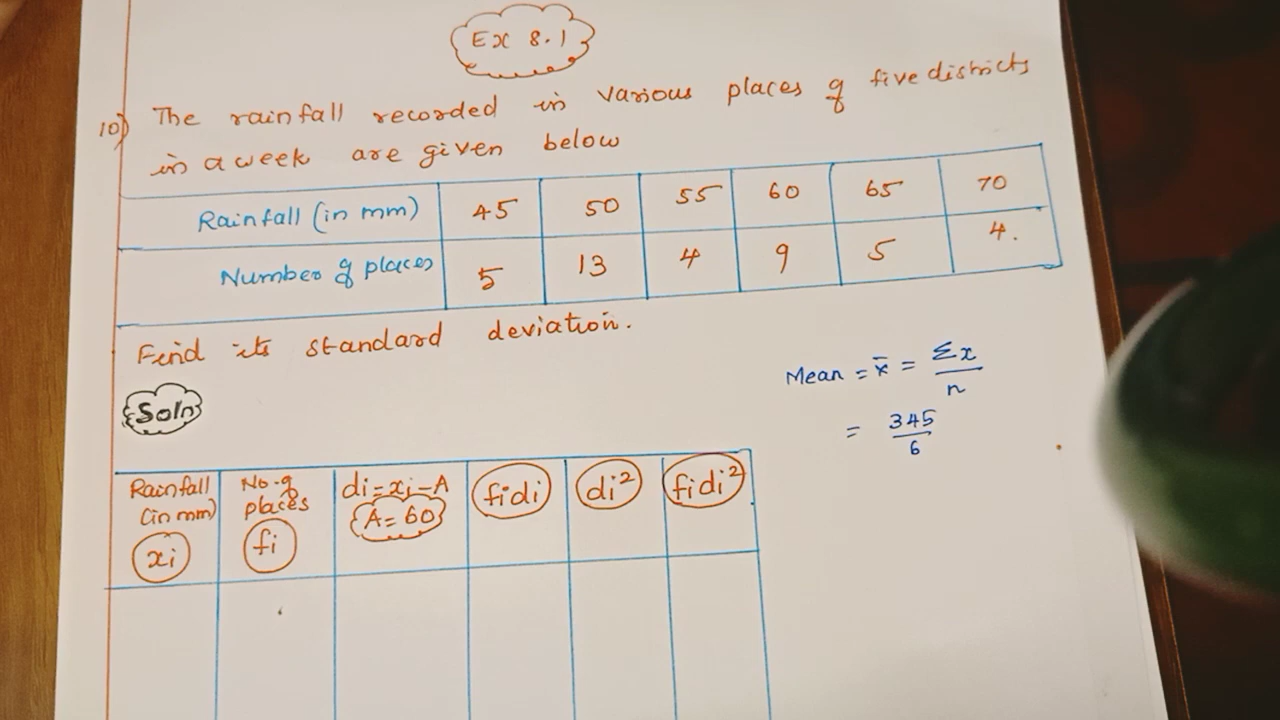 Ex 8.1
10) The rainfall recorded in various places of five districts
in a week are given below
Rainfall (in mm) 45 50 55 60 65 70
Number of places 5 13 4 9 5 4.
Find its standard deviation.
Mean = x̄ = Σx / n
= 345 / 6
Soln
Rainfall (in mm) xi
No. of places fi
di = xi - A
A = 60
fidi
di²
fidi²